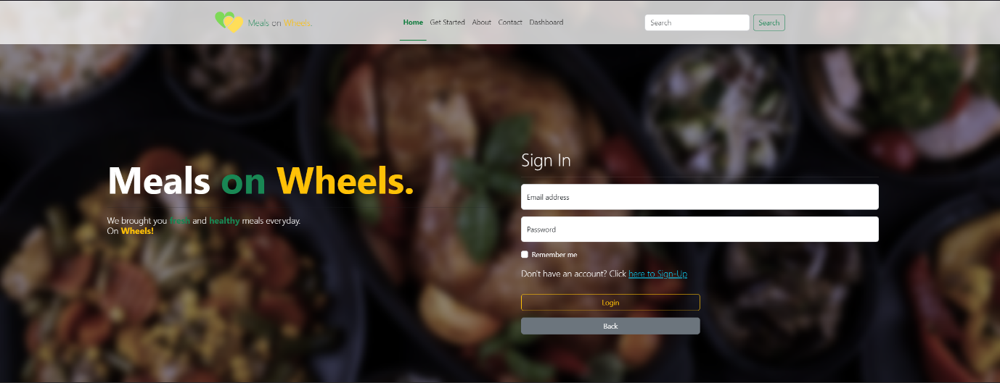 Meals on Wheels.
Home Get Started About Contact Dashboard
Search
Search
Meals on Wheels.
We brought you fresh and healthy meals everyday.
On Wheels!
Sign In
Email address
Password
Remember me
Don't have an account? Click here to Sign-Up
Login
Back